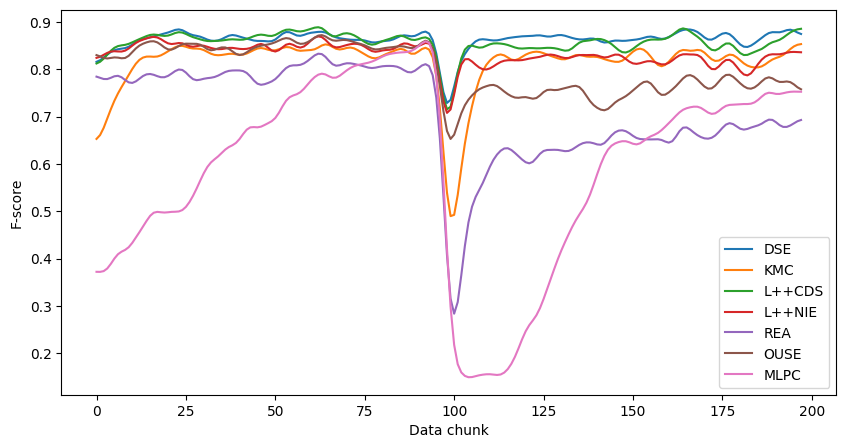 0.9
0.8
0.7
0.6
0.5
0.4
0.3
0.2
F-score
0 25 50 75 100 125 150 175 200
Data chunk
DSE
KMC
L++CDS
L++NIE
REA
OUSE
MLPC